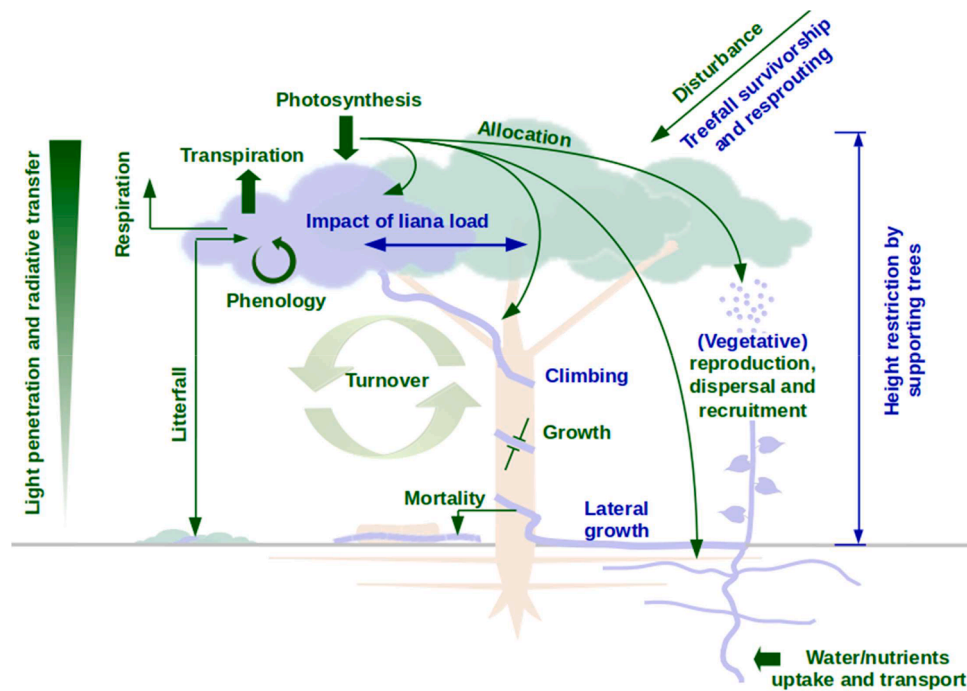 Photosynthesis
Transpiration
Respiration
Light penetration and radiative transfer
Allocation
Disturbance
Treefall survivorship
and resprouting
Impact of liana load
Phenology
Litterfall
Turnover
Climbing
Growth
Mortality
Lateral
growth
(Vegetative)
reproduction,
dispersal and
recruitment
Height restriction by
supporting trees
Water/nutrients
uptake and transport